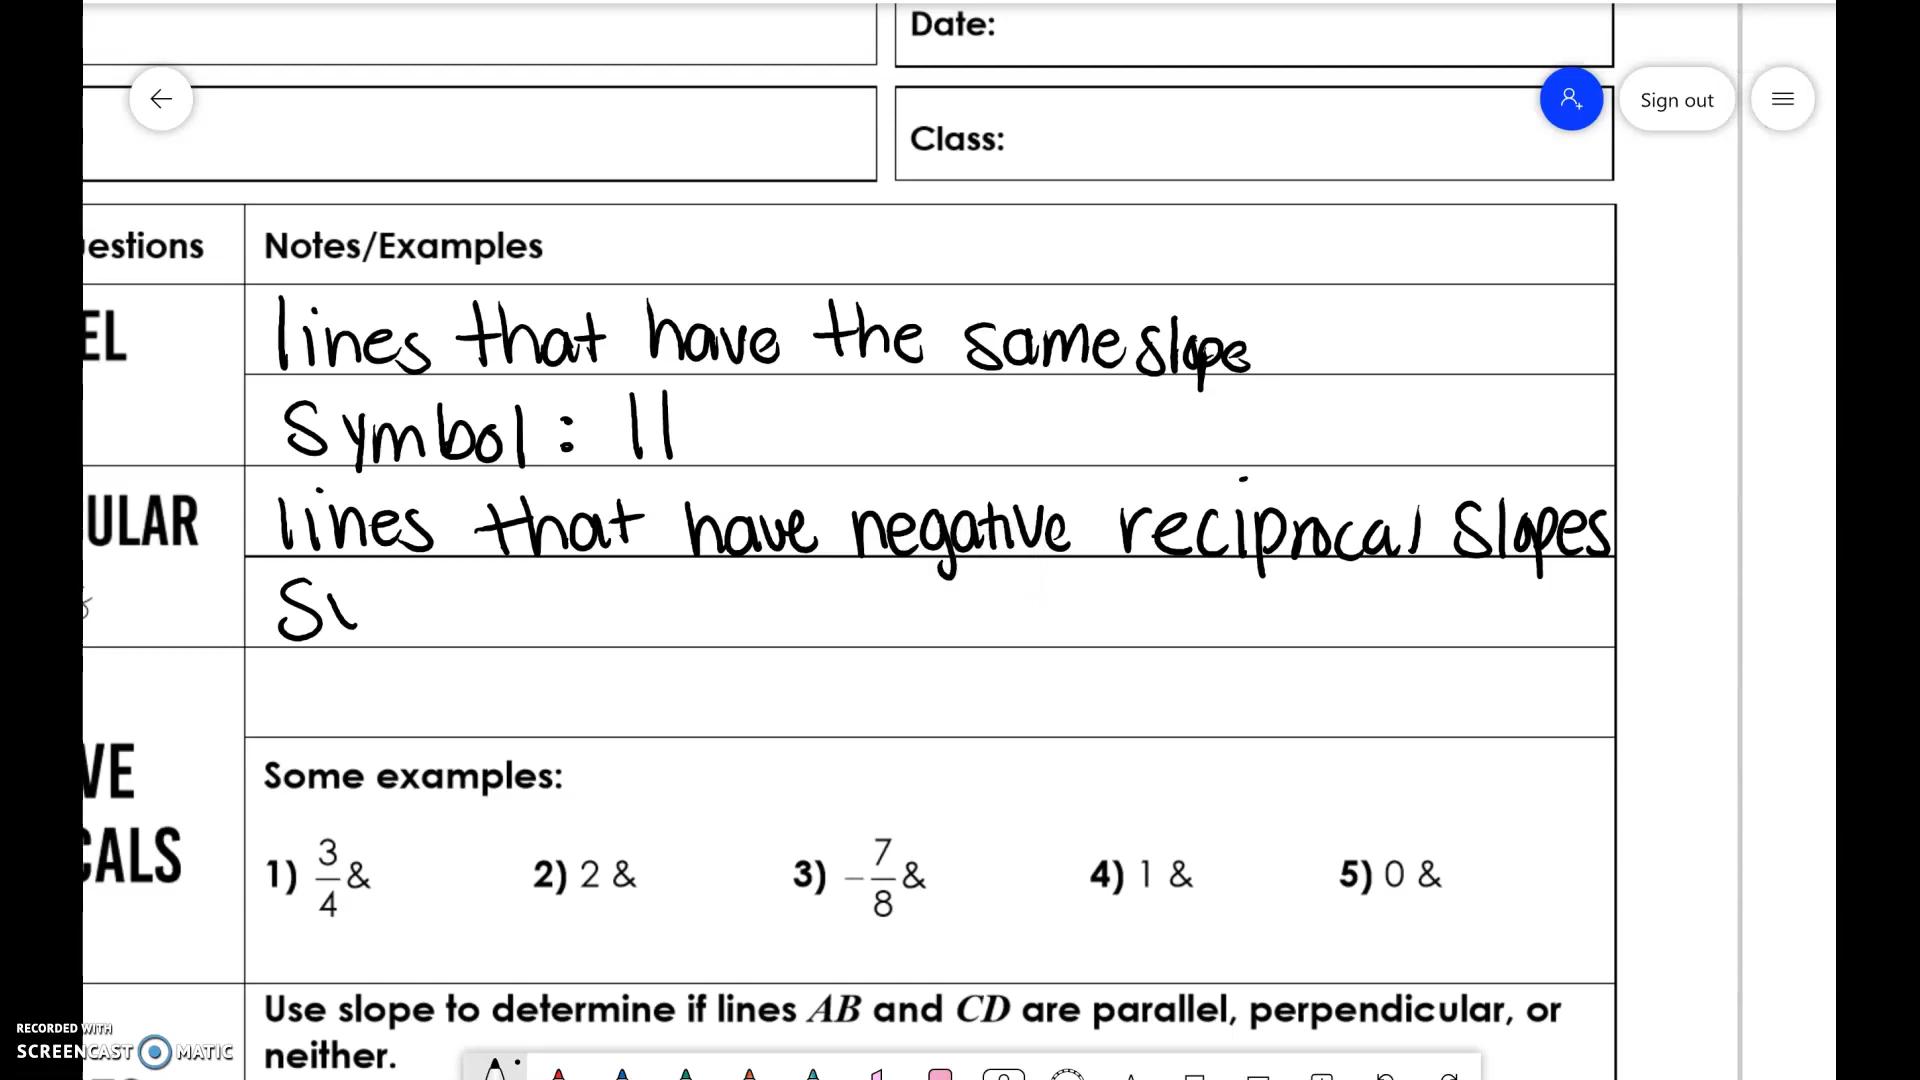 Date:
Class:
Sign out
estions
Notes/Examples
EL
lines that have the same slope
Symbol: ||
ULAR
lines that have negative reciprocal slopes
Sy
VE
CALS
Some examples:
1) 3/4 & 2) 2 & 3) -7/8 & 4) 1 & 5) 0 &
Use slope to determine if lines AB and CD are parallel, perpendicular, or
neither.
RECORDED WITH
SCREENCAST MATIC